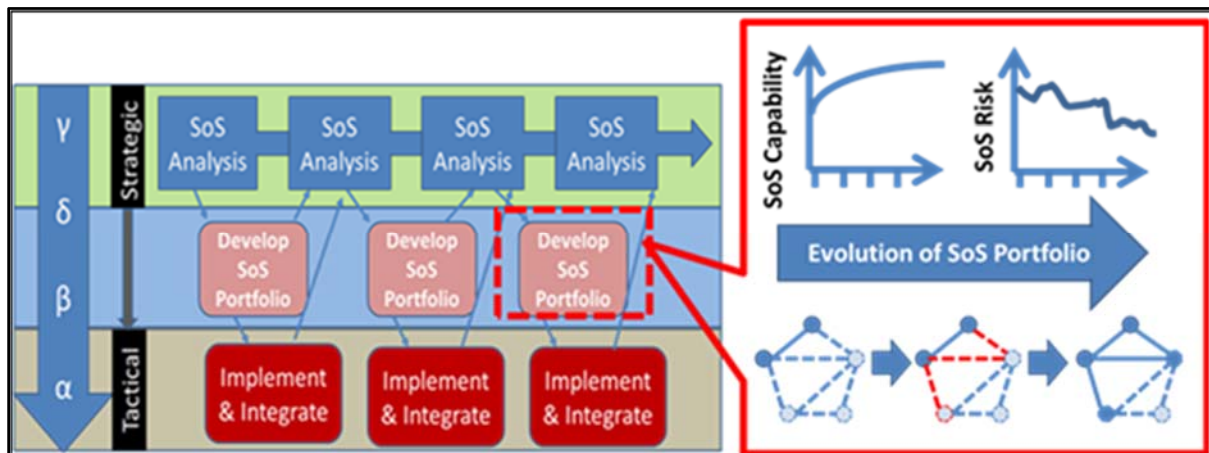 γ
δ
β
α
Strategic
Tactical
SoS
Analysis
SoS
Analysis
SoS
Analysis
SoS
Analysis
Develop
SoS
Portfolio
Develop
SoS
Portfolio
Develop
SoS
Portfolio
Implement
& Integrate
Implement
& Integrate
Implement
& Integrate
SoS Capability
SoS Risk
Evolution of SoS Portfolio